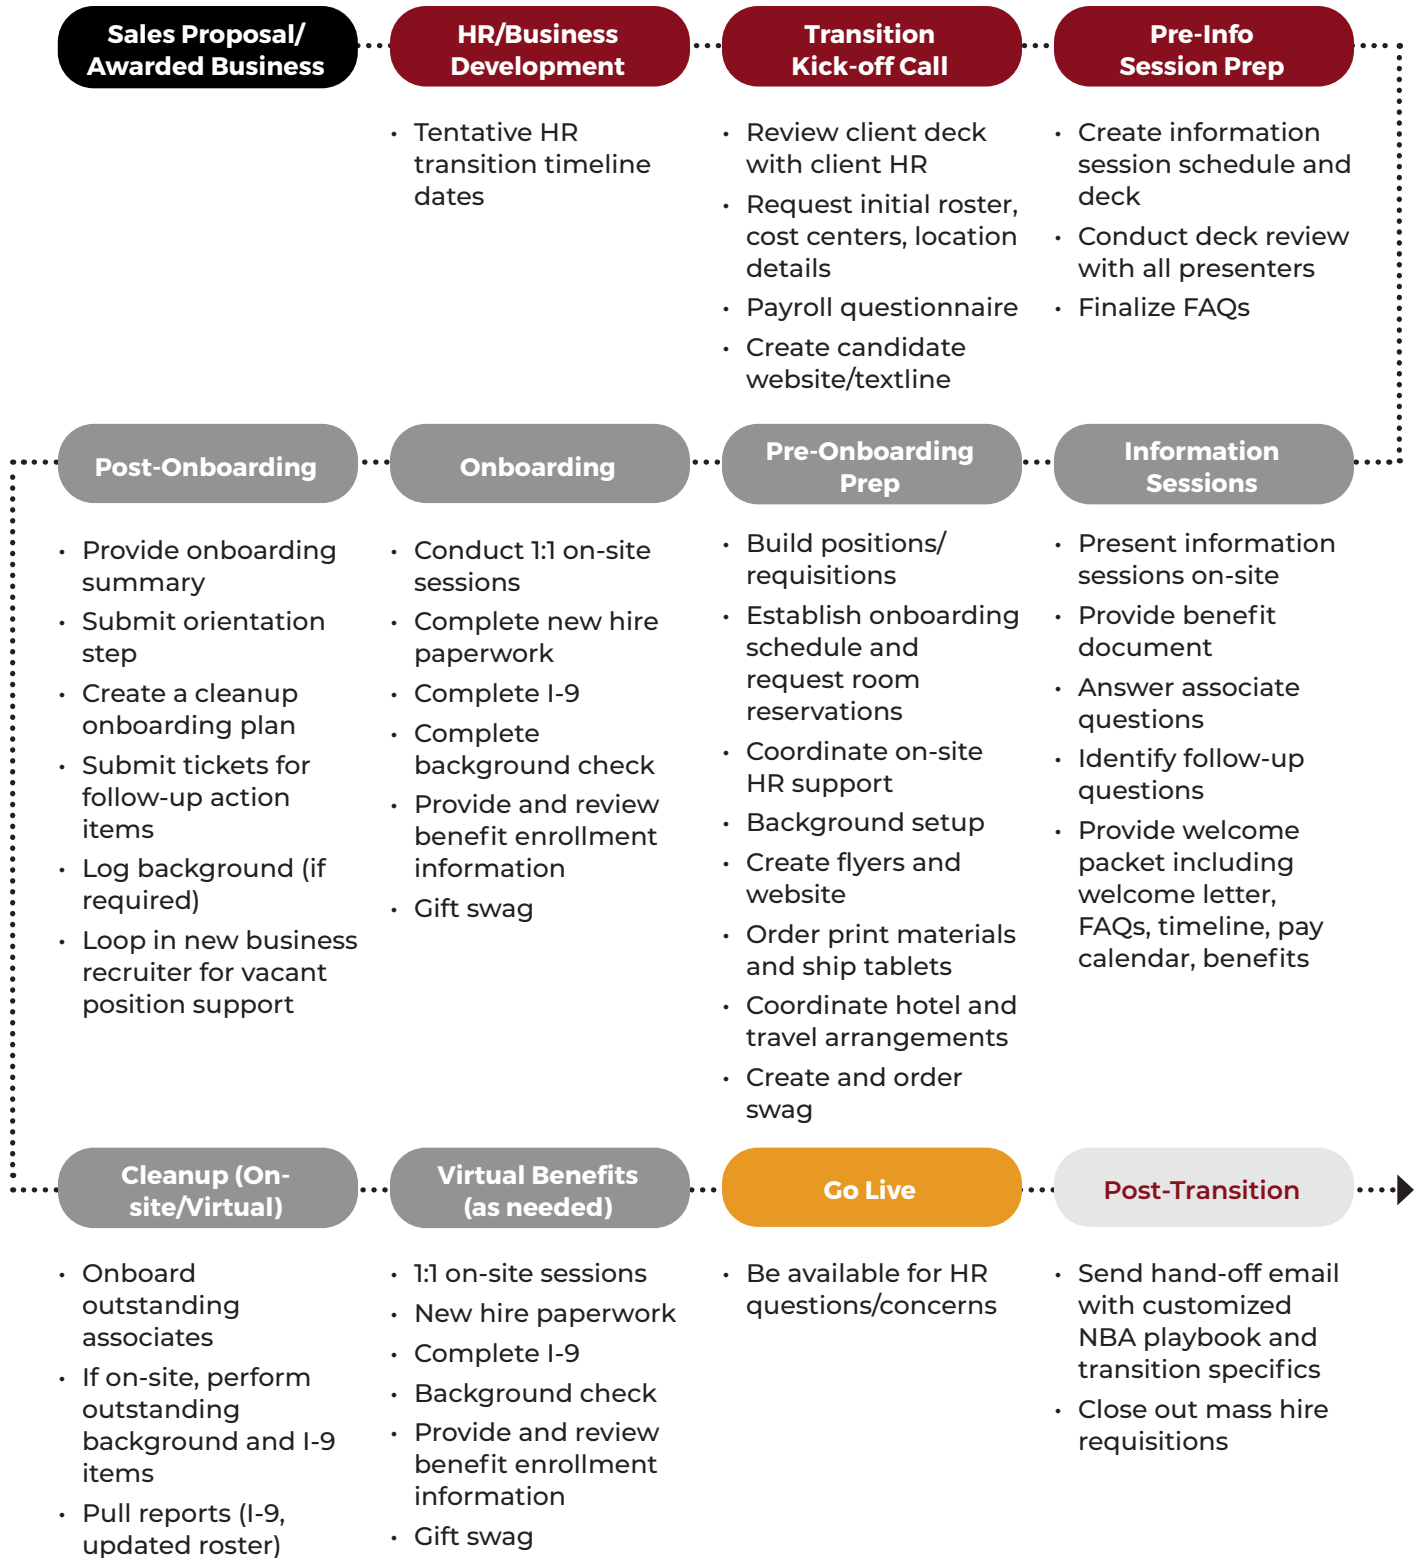 Sales Proposal/
Awarded Business
HR/Business
Development
• Tentative HR
transition timeline
dates
Transition
Kick-off Call
• Review client deck
with client HR
• Request initial roster,
cost centers, location
details
• Payroll questionnaire
• Create candidate
website/textline
Pre-Info
Session Prep
• Create information
session schedule and
deck
• Conduct deck review
with all presenters
• Finalize FAQs
Information
Sessions
• Present information
sessions on-site
• Provide benefit
document
• Answer associate
questions
• Identify follow-up
questions
• Provide welcome
packet including
welcome letter,
FAQs, timeline, pay
calendar, benefits
Pre-Onboarding
Prep
• Build positions/
requisitions
• Establish onboarding
schedule and
request room
reservations
• Coordinate on-site
HR support
• Background setup
• Create flyers and
website
• Order print materials
and ship tablets
• Coordinate hotel and
travel arrangements
• Create and order
swag
Onboarding
• Conduct 1:1 on-site
sessions
• Complete new hire
paperwork
• Complete I-9
• Complete
background check
• Provide and review
benefit enrollment
information
• Gift swag
Post-Onboarding
• Provide onboarding
summary
• Submit orientation
step
• Create a cleanup
onboarding plan
• Submit tickets for
follow-up action
items
• Log background (if
required)
• Loop in new business
recruiter for vacant
position support
Cleanup (On-
site/Virtual)
• Onboard
outstanding
associates
• If on-site, perform
outstanding
background and I-9
items
• Pull reports (I-9,
updated roster)
Virtual Benefits
(as needed)
• 1:1 on-site sessions
• New hire paperwork
• Complete I-9
• Background check
• Provide and review
benefit enrollment
information
• Gift swag
Go Live
• Be available for HR
questions/concerns
Post-Transition
• Send hand-off email
with customized
NBA playbook and
transition specifics
• Close out mass hire
requisitions